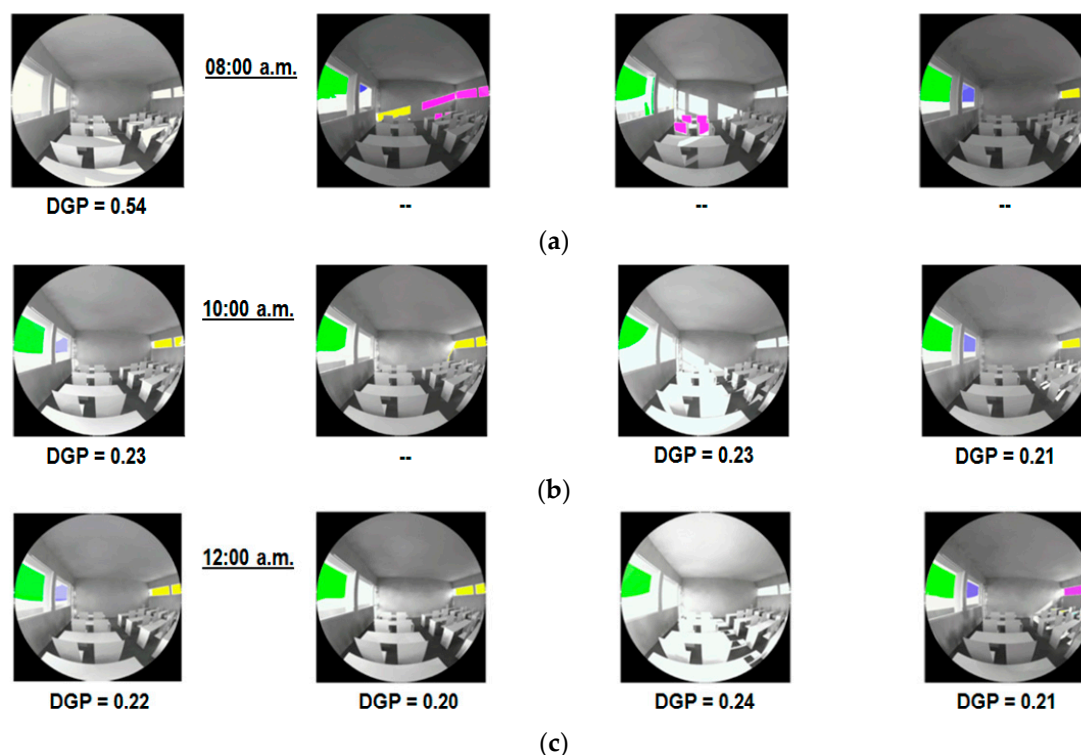 08:00 a.m.
DGP = 0.54 -- -- --
(a)
10:00 a.m.
DGP = 0.23 -- DGP = 0.23 DGP = 0.21
(b)
12:00 a.m.
DGP = 0.22 DGP = 0.20 DGP = 0.24 DGP = 0.21
(c)